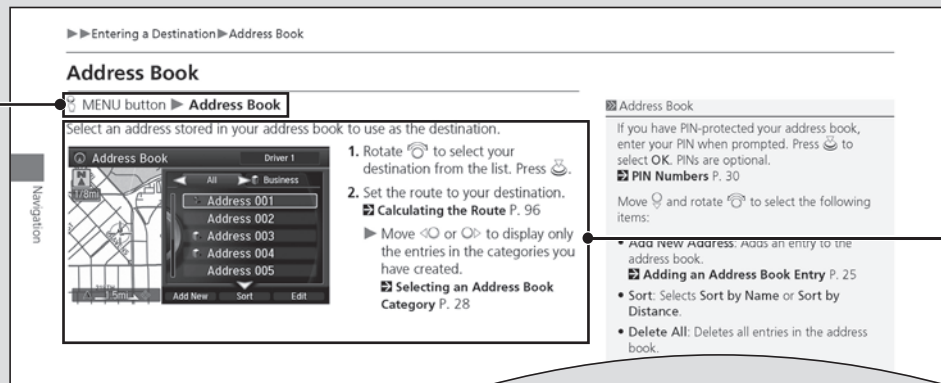 ▶▶Entering a Destination▶Address Book
Address Book
MENU button ▶ Address Book
Select an address stored in your address book to use as the destination.
Address Book
Driver 1
N
1/8mi
All
Business
Address 001
Address 002
Address 003
Address 004
Address 005
1.5mi
Add New
Sort
Edit
1. Rotate to select your
destination from the list. Press .
2. Set the route to your destination.
Calculating the Route P. 96
▶ Move or to display only
the entries in the categories you
have created.
Selecting an Address Book
Category P. 28
Navigation
Address Book
If you have PIN-protected your address book,
enter your PIN when prompted. Press to
select OK. PINs are optional.
PIN Numbers P. 30
Move and rotate to select the following
items:
• Add New Address: Adds an entry to the
address book.
Adding an Address Book Entry P. 25
• Sort: Selects Sort by Name or Sort by
Distance.
• Delete All: Deletes all entries in the address
book.